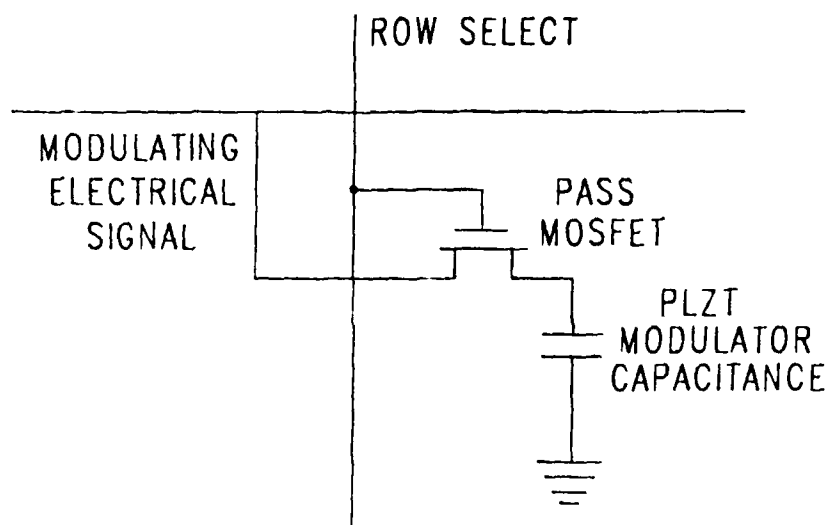 ROW SELECT
MODULATING
ELECTRICAL
SIGNAL
PASS
MOSFET
PLZT
MODULATOR
CAPACITANCE